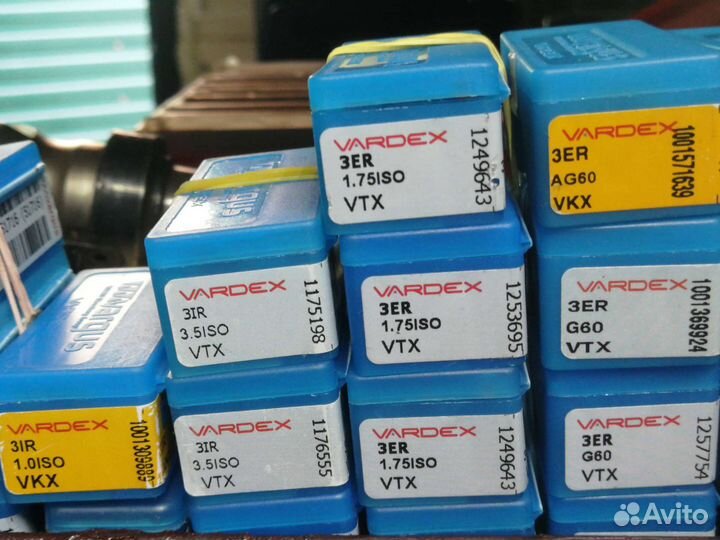 VARDEX
3ER
1.75ISO
VTX
1249643
VARDEX
3ER
AG60
VKX
1001571639
VARDEX
3IR
3.5ISO
VTX
1175198
VARDEX
3ER
1.75ISO
VTX
1253695
VARDEX
3ER
G60
VTX
1001369924
VARDEX
3IR
1.0ISO
VKX
VARDEX
3IR
3.5ISO
VTX
1176555
VARDEX
3ER
1.75ISO
VTX
1249643
VARDEX
3ER
G60
VTX
1257754
Avito